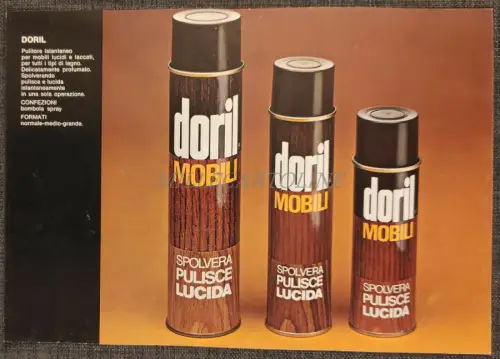 DORIL
Pulitore istantaneo
per mobili lucidi e laccati,
per tutti i tipi di legno.
Delicatamente profumato.
Spolverando
pulisce e lucida
istantaneamente
in una sola operazione.
CONFEZIONI
bombola spray
FORMATI
normale-medio-grande.
doril
MOBILI
SPOLVERA
PULISCE
LUCIDA
doril
MOBILI
SPOLVERA
PULISCE
LUCIDA
doril
MOBILI
SPOLVERA
PULISCE
LUCIDA